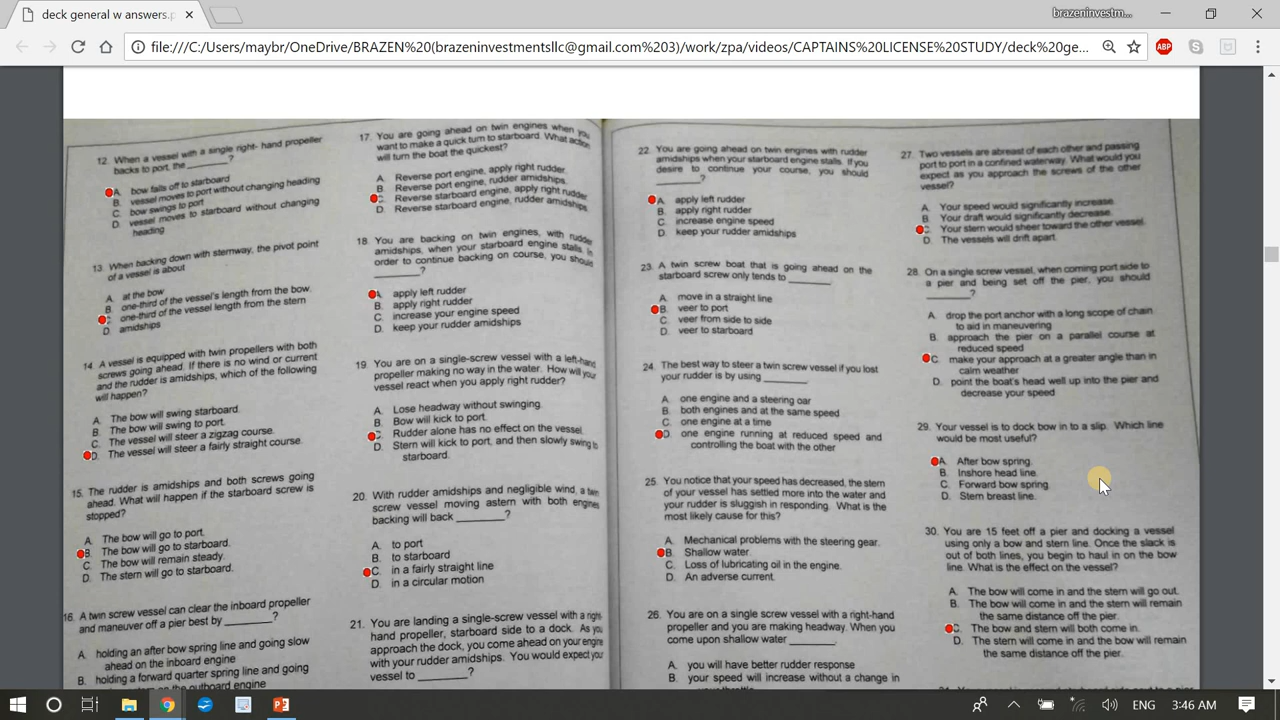 deck general w answers.p
brazeninvestm...
file:///C:/Users/maybr/OneDrive/BRAZEN%20(brazeninvestmentsllc@gmail.com%203)/work/zpa/videos/CAPTAINS%20LICENSE%20STUDY/deck%20ge...
ABP
12. When a vessel with a single right- hand propeller
backs to port, the ________?
A. bow falls off to starboard
B. vessel moves to port without changing heading
C. bow swings to port
D. vessel moves to starboard without changing
heading
13. When backing down with sternway, the pivot point
of a vessel is about
A. at the bow
B. one-third of the vessel's length from the bow.
one-third of the vessel length from the stern
D. amidships
14. A vessel is equipped with twin propellers with both
screws going ahead. If there is no wind or current
and the rudder is amidships, which of the following
will happen?
A. The bow will swing starboard.
B. The bow will swing to port.
C. The vessel will steer a zigzag course.
D. The vessel will steer a fairly straight course.
15. The rudder is amidships and both screws going
ahead. What will happen if the starboard screw is
stopped?
A. The bow will go to port.
B. The bow will go to starboard.
C. The bow will remain steady.
D. The stern will go to starboard.
16. A twin screw vessel can clear the inboard propeller
and maneuver off a pier best by ________?
A. holding an after bow spring line and going slow
ahead on the inboard engine
B. holding a forward quarter spring line and going
astern on the outboard engine
17. You are going ahead on twin engines when you
want to make a quick turn to starboard. What action
will turn the boat the quickest?
A. Reverse port engine, apply right rudder.
B. Reverse port engine, rudder amidships.
C. Reverse starboard engine, apply right rudder
D. Reverse starboard engine, rudder amidships.
18. You are backing on twin engines, with rudder
amidships, when your starboard engine stalls. In
order to continue backing on course, you should
________?
A. apply left rudder
B. apply right rudder
C. increase your engine speed
D. keep your rudder amidships
19. You are on a single-screw vessel with a left-hand
propeller making no way in the water. How will your
vessel react when you apply right rudder?
A. Lose headway without swinging.
B. Bow will kick to port.
C. Rudder alone has no effect on the vessel.
D. Stern will kick to port, and then slowly swing to
starboard.
20. With rudder amidships and negligible wind, a twin
screw vessel moving astern with both engines
backing will back ________?
A. to port
B. to starboard
C. in a fairly straight line
D. in a circular motion
21. You are landing a single-screw vessel with a right
hand propeller, starboard side to a dock. As you
approach the dock, you come ahead on your engine
with your rudder amidships. You would expect your
vessel to ________?
22. You are going ahead on twin engines with rudder
amidships when your starboard engine stalls. If you
desire to continue your course, you should
________?
A. apply left rudder
B. apply right rudder
C. increase engine speed
D. keep your rudder amidships
23. A twin screw boat that is going ahead on the
starboard screw only tends to ________
A. move in a straight line
B. veer to port
C. veer from side to side
D. veer to starboard
24. The best way to steer a twin screw vessel if you lost
your rudder is by using ________
A. one engine and a steering oar
B. both engines and at the same speed
C. one engine at a time
D. one engine running at reduced speed and
controlling the boat with the other
25. You notice that your speed has decreased, the stern
of your vessel has settled more into the water and
your rudder is sluggish in responding. What is the
most likely cause for this?
A. Mechanical problems with the steering gear.
B. Shallow water.
C. Loss of lubricating oil in the engine.
D. An adverse current.
26. You are on a single screw vessel with a right-hand
propeller and you are making headway. When you
come upon shallow water ________
A. you will have better rudder response
B. your speed will increase without a change in
your throttle
27. Two vessels are abreast of each other and passing
port to port in a confined waterway. What would you
expect as you approach the screws of the other
vessel?
A. Your speed would significantly increase.
B. Your draft would significantly decrease.
C. Your stern would sheer toward the other vessel.
D. The vessels will drift apart.
28. On a single screw vessel, when coming port side to
a pier and being set off the pier, you should
________?
A. drop the port anchor with a long scope of chain
to aid in maneuvering
B. approach the pier on a parallel course at
reduced speed
C. make your approach at a greater angle than in
calm weather
D. point the boat's head well up into the pier and
decrease your speed
29. Your vessel is to dock bow in to a slip. Which line
would be most useful?
A. After bow spring.
B. Inshore head line.
C. Forward bow spring.
D. Stern breast line.
30. You are 15 feet off a pier and docking a vessel
using only a bow and stern line. Once the slack is
out of both lines, you begin to haul in on the bow
line. What is the effect on the vessel?
A. The bow will come in and the stern will go out.
B. The bow will come in and the stern will remain
the same distance off the pier.
C. The bow and stern will both come in.
D. The stern will come in and the bow will remain
the same distance off the pier.
3:46 AM